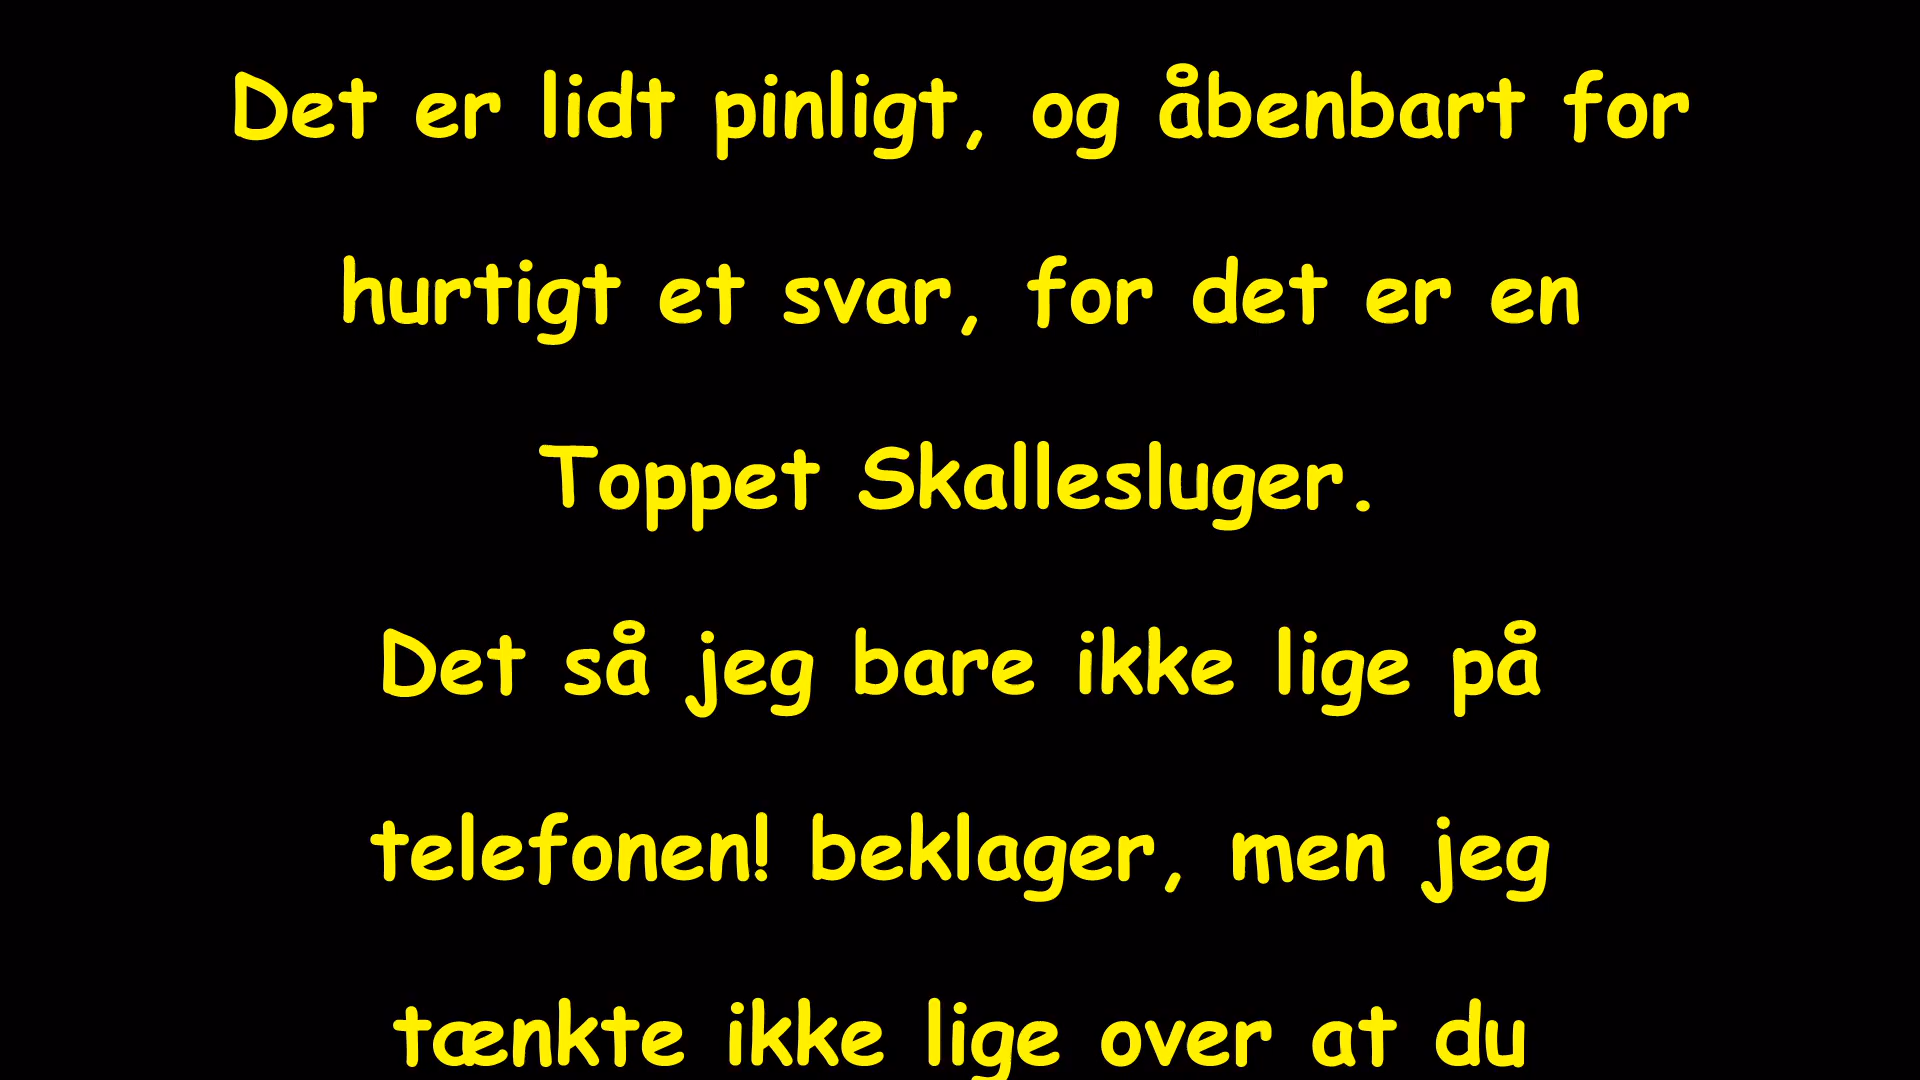 Det er lidt pinligt, og åbenbart for
hurtigt et svar, for det er en
Toppet Skallesluger.
Det så jeg bare ikke lige på
telefonen! beklager, men jeg
tænkte ikke lige over at du